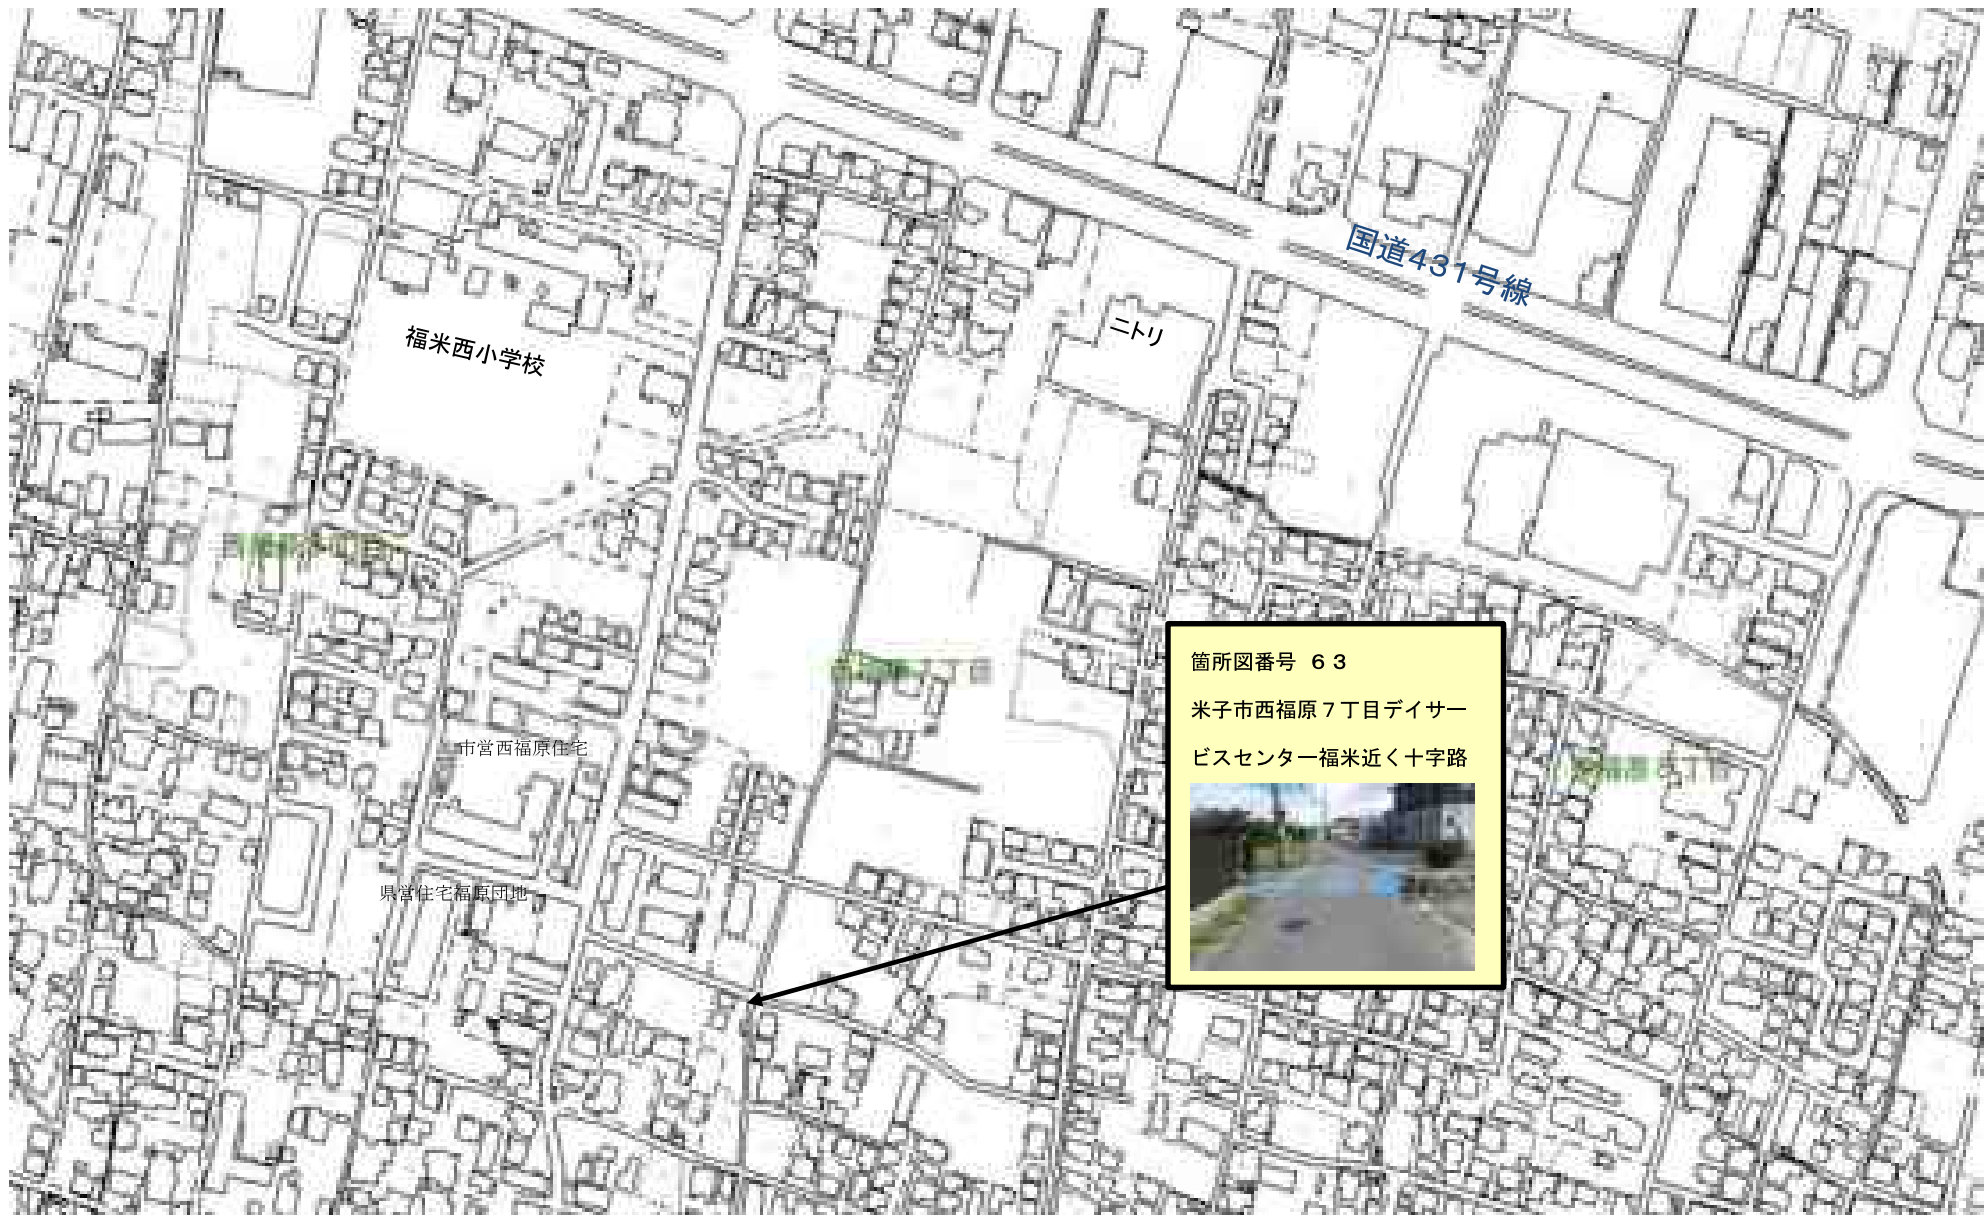 国道431号線
ニトリ
福米西小学校
市営西福原住宅
県営住宅福原団地
箇所図番号 ６３
米子市西福原７丁目デイサー
ビスセンター福米近く十字路